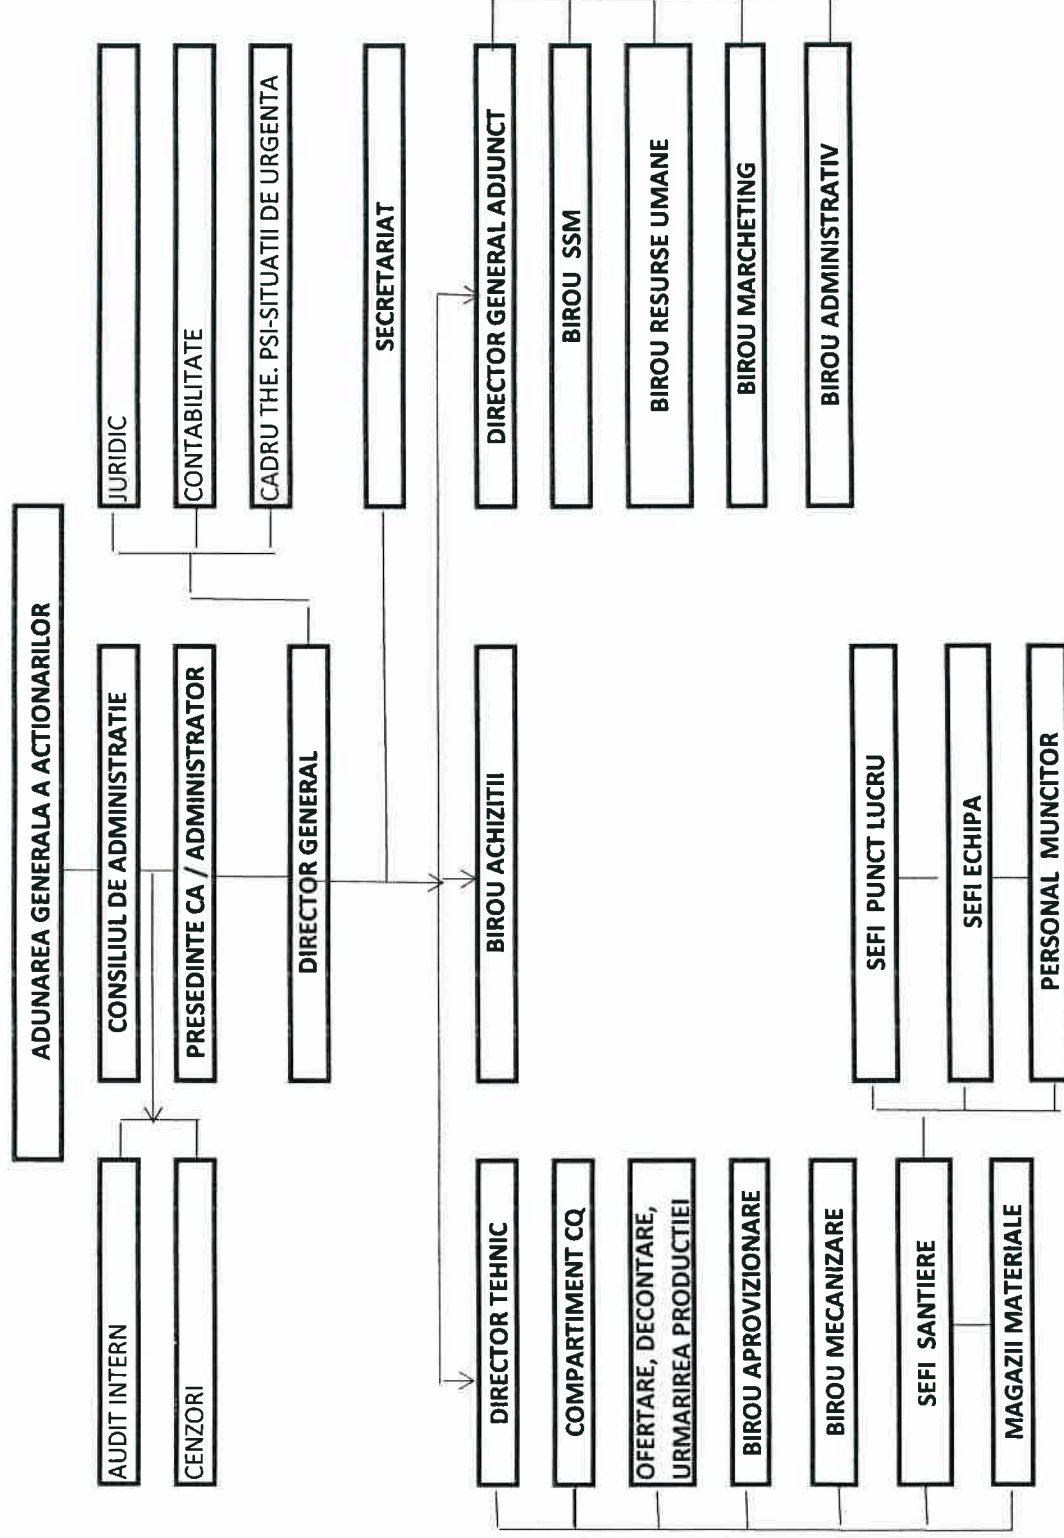 ADUNAREA GENERALA A ACTIONARILOR
AUDIT INTERN
CONSILIUL DE ADMINISTRATIE
JURIDIC
CENZORI
PRESEDINTE CA / ADMINISTRATOR
CONTABILITATE
CADRU THE. PSI-SITUATII DE URGENTA
DIRECTOR GENERAL
SECRETARIAT
DIRECTOR TEHNIC
BIROU ACHIZITII
DIRECTOR GENERAL ADJUNCT
COMPARTIMENT CQ
BIROU SSM
OFERTARE, DECONTARE,
URMARIREA PRODUCTIEI
BIROU RESURSE UMANE
BIROU APROVIZIONARE
BIROU MARCHETING
BIROU MECANIZARE
BIROU ADMINISTRATIV
SEFI PUNCT LUCRU
SEFI SANTIERE
SEFI ECHIPA
MAGAZII MATERIALE
PERSONAL MUNCITOR